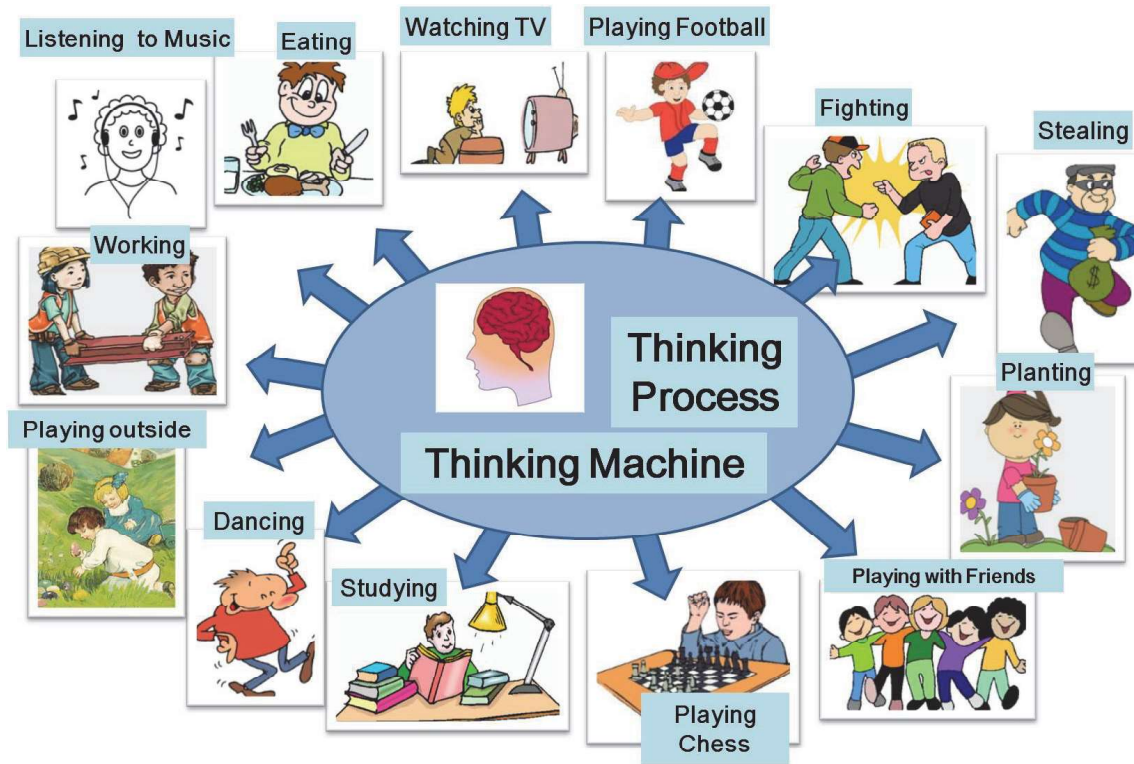 Listening to Music
Eating
Watching TV
Playing Football
Fighting
Stealing
Working
Thinking
Process
Thinking Machine
Planting
Playing outside
Dancing
Studying
Playing
Chess
Playing with Friends
$